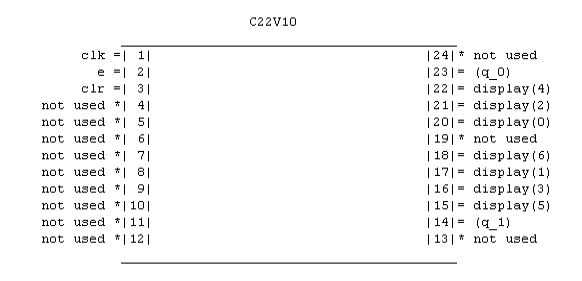 C22V10
clk =| 1| |24|* not used
e =| 2| |23|= (q_0)
clr =| 3| |22|= display(4)
not used *| 4| |21|= display(2)
not used *| 5| |20|= display(0)
not used *| 6| |19|* not used
not used *| 7| |18|= display(6)
not used *| 8| |17|= display(1)
not used *| 9| |16|= display(3)
not used *|10| |15|= display(5)
not used *|11| |14|= (q_1)
not used *|12| |13|* not used